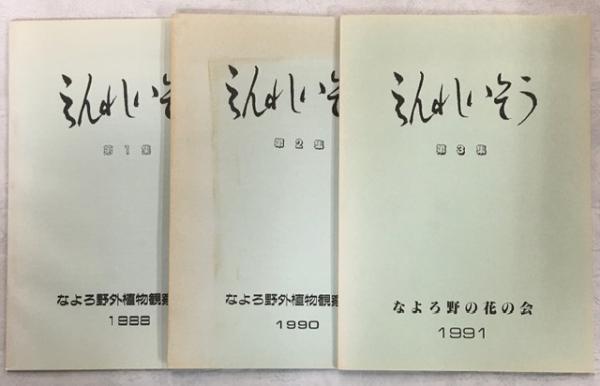 えんれいそ
第1集
なよろ野外植物観察
1988
えんれいそ
第2集
なよろ野外植物観察
1990
えんれいそう
第3集
なよろ野の花の会
1991